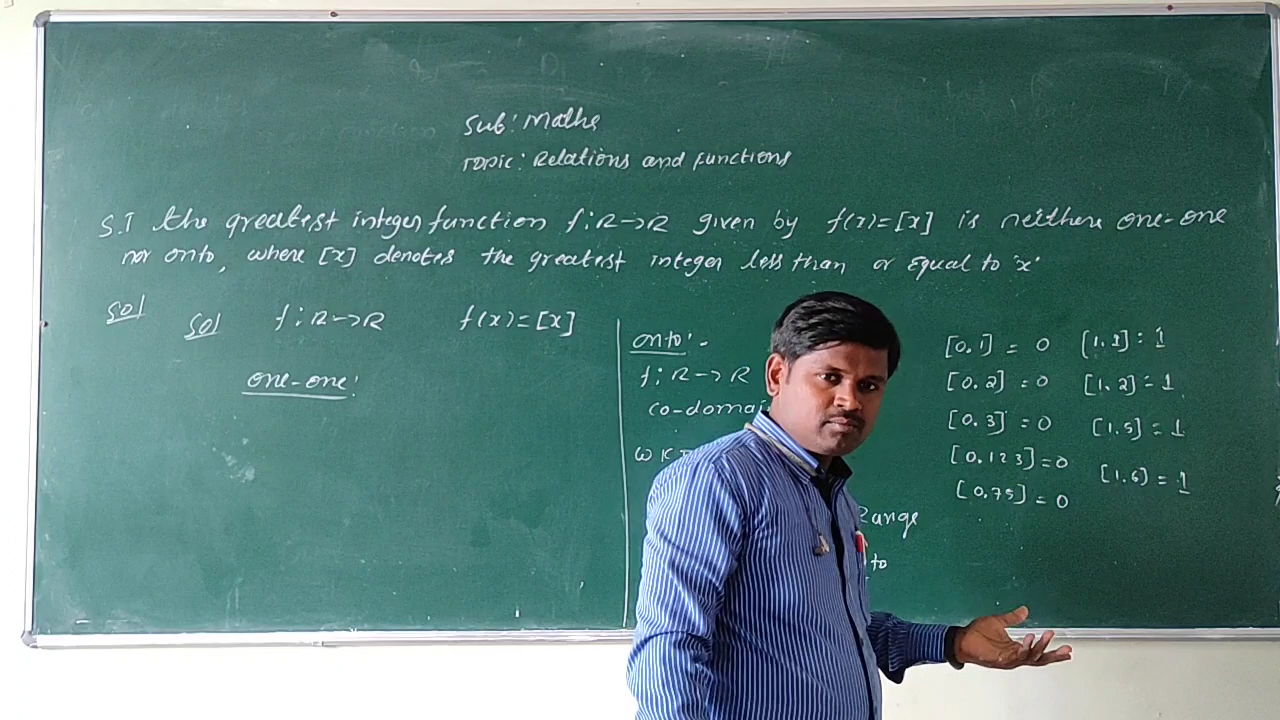 Sub: Maths
Topic: Relations and Functions
S.T the greatest integer function f:R→R given by f(x)=[x] is neithere one-one
nor onto, where [x] denotes the greatest integer less than or equal to 'x'
Sol
Sol f:R→R f(x)=[x]
one-one:
onto:-
f:R→R
co-domai
WKT
Range
to
[0.1] = 0
[0.2] = 0
[0.3] = 0
[0.123] = 0
[0.75] = 0
[1.1] = 1
[1.2] = 1
[1.5] = 1
[1.6] = 1